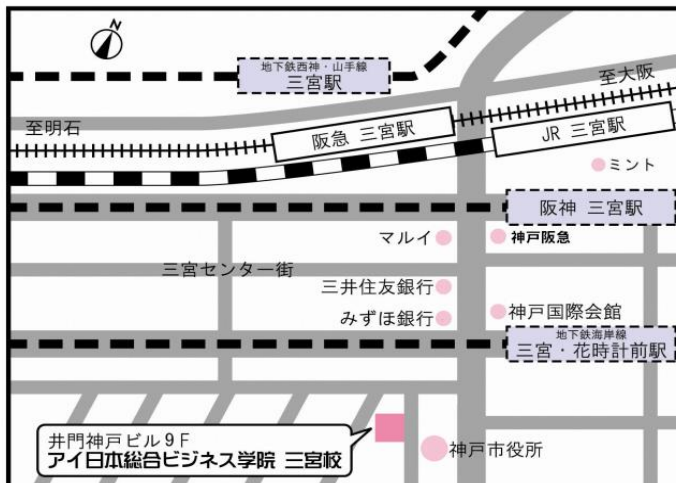 N
地下鉄西神・山手線
三宮駅
至大阪
至明石
阪急 三宮駅
JR 三宮駅
ミント
阪神 三宮駅
マルイ
神戸阪急
三宮センター街
三井住友銀行
神戸国際会館
みずほ銀行
地下鉄海岸線
三宮・花時計前駅
井門神戸ビル9F
アイ日本総合ビジネス学院 三宮校
神戸市役所